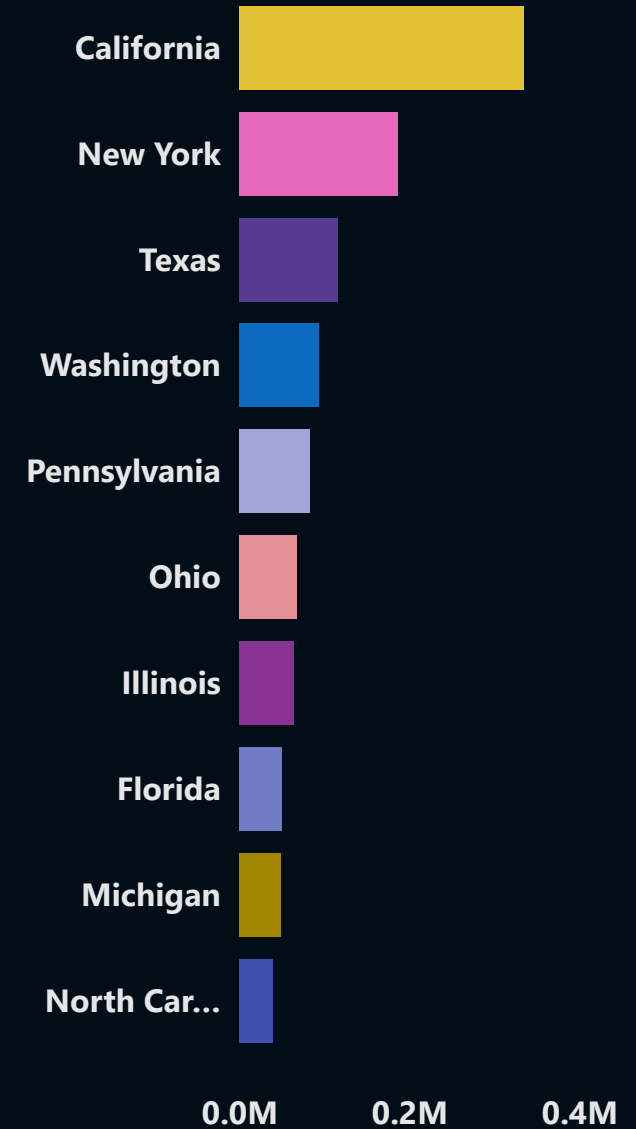 California
New York
Texas
Washington
Pennsylvania
Ohio
Illinois
Florida
Michigan
North Car...
0.0M 0.2M 0.4M